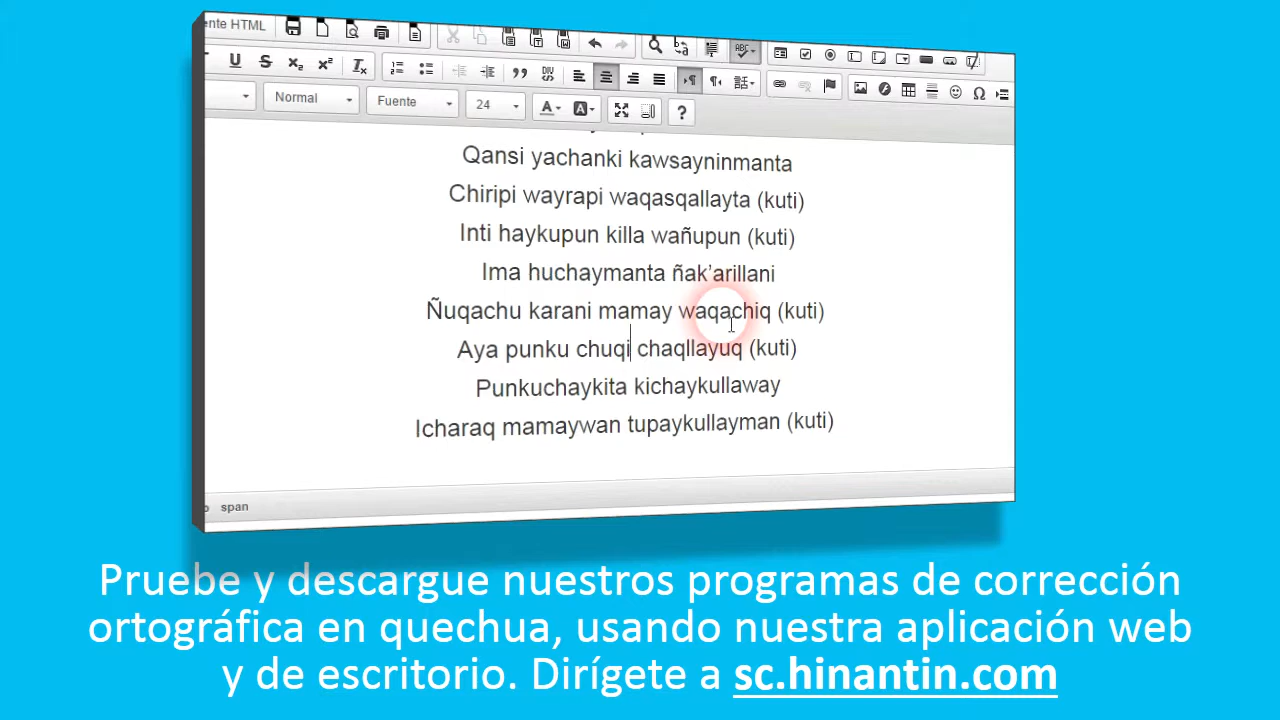 ente HTML
Normal
Fuente
24
Qansi yachanki kawsayninmanta
Chiripi wayrapi waqasqallayta (kuti)
Inti haykupun killa wañupun (kuti)
Ima huchaymanta ñak’arillani
Ñuqachu karani mamay waqachiq (kuti)
Aya punku chuqi chaqllayuq (kuti)
Punkuchaykita kichaykullaway
Icharaq mamaywan tupaykullayman (kuti)
span
Pruebe y descargue nuestros programas de corrección
ortográfica en quechua, usando nuestra aplicación web
y de escritorio. Dirígete a sc.hinantin.com